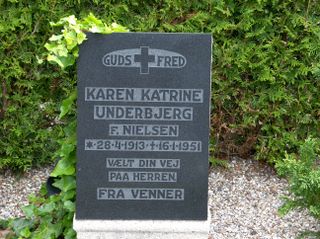 GUDS ✚ FRED
KAREN KATRINE
UNDERBJERG
F. NIELSEN
*28-4-1913 +16-1-1951
VÆLT DIN VEJ
PAA HERREN.
FRA VENNER